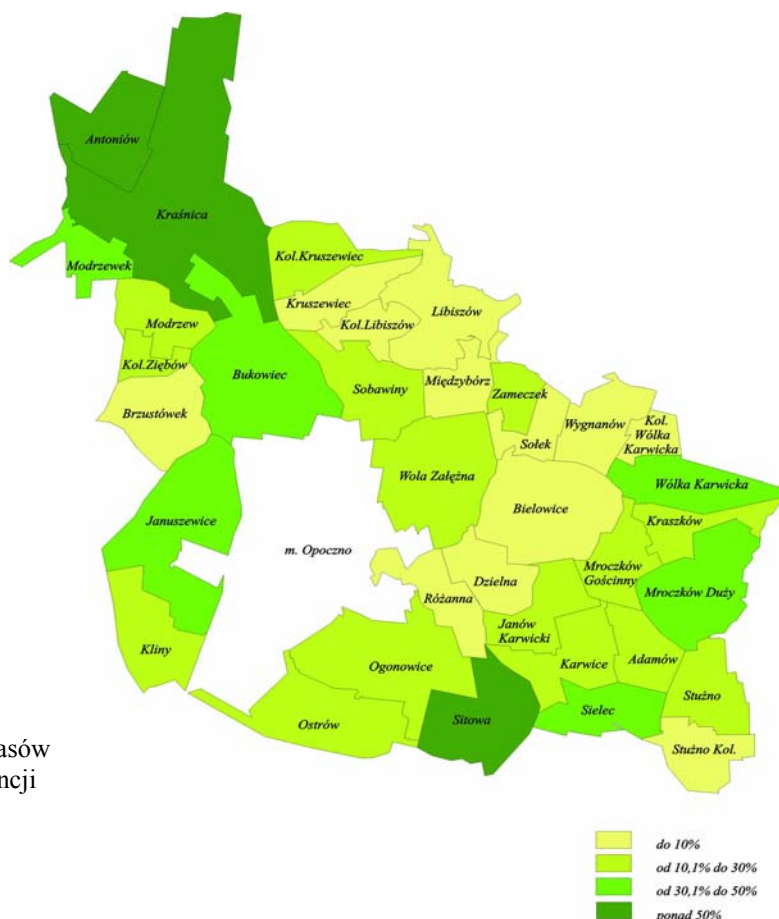 Antoniów
Kraśnica
Modrzewek
Kol.Kruszewiec
Kruszewiec
Libiszów
Kol.Libiszów
Modrzew
Kol.Ziębów
Bukowiec
Sobawiny
Międzybórz
Zameczek
Brzustówek
Sołek
Wygnanów
Kol.
Wólka
Karwicka
Wola Załężna
Wólka Karwicka
Januszewice
Bielowice
Kraszków
m. Opoczno
Dzielna
Mroczków
Gościnny
Mroczków Duży
Różanna
Janów
Karwicki
Kliny
Ogonowice
Karwice
Adamów
Stużno
Ostrów
Sitowa
Sielec
Stużno Kol.
asów
ncji
do 10%
od 10,1% do 30%
od 30,1% do 50%
ponad 50%